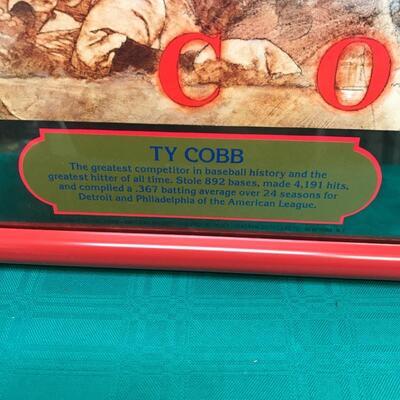 C O
TY COBB
The greatest competitor in baseball history and the
greatest hitter of all time. Stole 892 bases, made 4,191 hits,
and complied a .367 batting average over 24 seasons for
Detroit and Philadelphia of the American League.